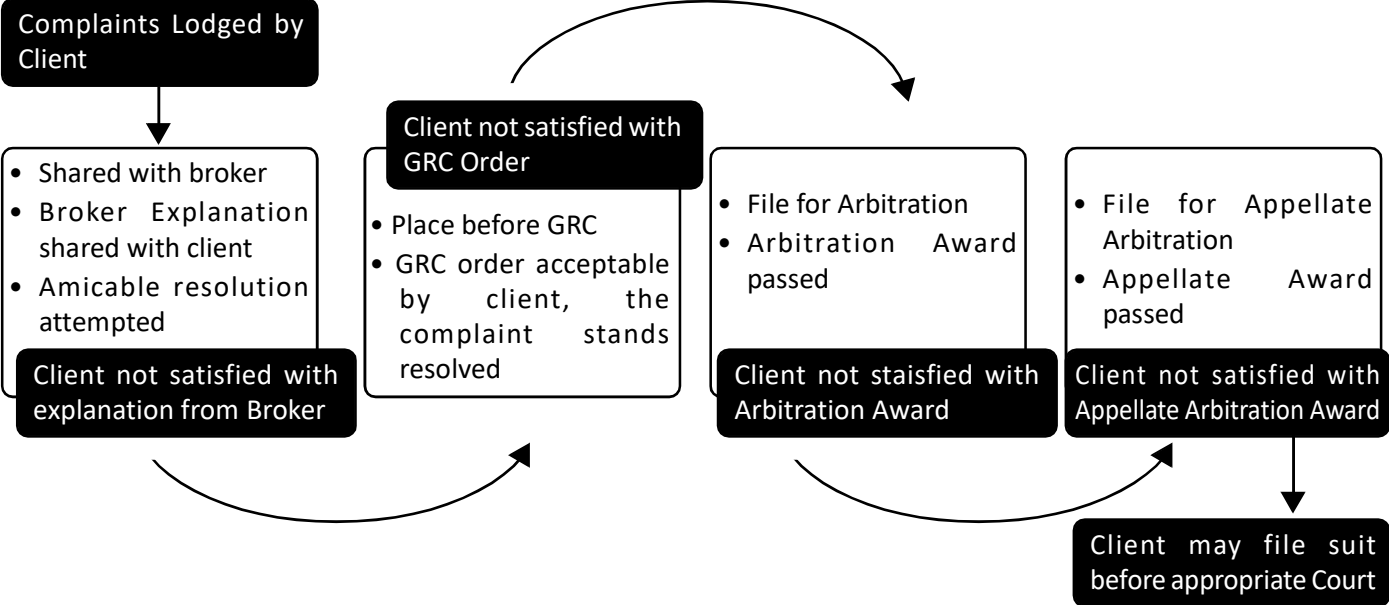 Complaints Lodged by
Client
• Shared with broker
• Broker Explanation
shared with client
• Amicable resolution
attempted
Client not satisfied with
explanation from Broker
Client not satisfied with
GRC Order
• Place before GRC
• GRC order acceptable
by client, the
complaint stands
resolved
• File for Arbitration
• Arbitration Award
passed
Client not staisfied with
Arbitration Award
• File for Appellate
Arbitration
• Appellate Award
passed
Client not satisfied with
Appellate Arbitration Award
Client may file suit
before appropriate Court